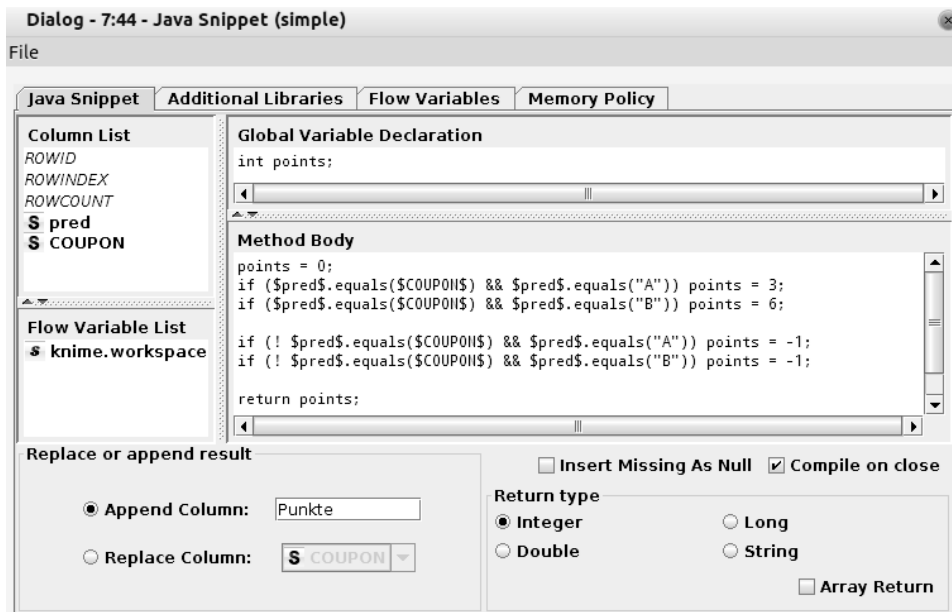 Dialog - 7:44 - Java Snippet (simple)
File
Java Snippet
Additional Libraries
Flow Variables
Memory Policy
Column List
ROWID
ROWINDEX
ROWCOUNT
S pred
S COUPON
Flow Variable List
s knime.workspace
Global Variable Declaration
int points;
Method Body
points = 0;
if ($pred$.equals($COUPON$) && $pred$.equals("A")) points = 3;
if ($pred$.equals($COUPON$) && $pred$.equals("B")) points = 6;
if (! $pred$.equals($COUPON$) && $pred$.equals("A")) points = -1;
if (! $pred$.equals($COUPON$) && $pred$.equals("B")) points = -1;
return points;
Replace or append result
Append Column: Punkte
Replace Column: S COUPON
Insert Missing As Null
Compile on close
Return type
Integer
Long
Double
String
Array Return